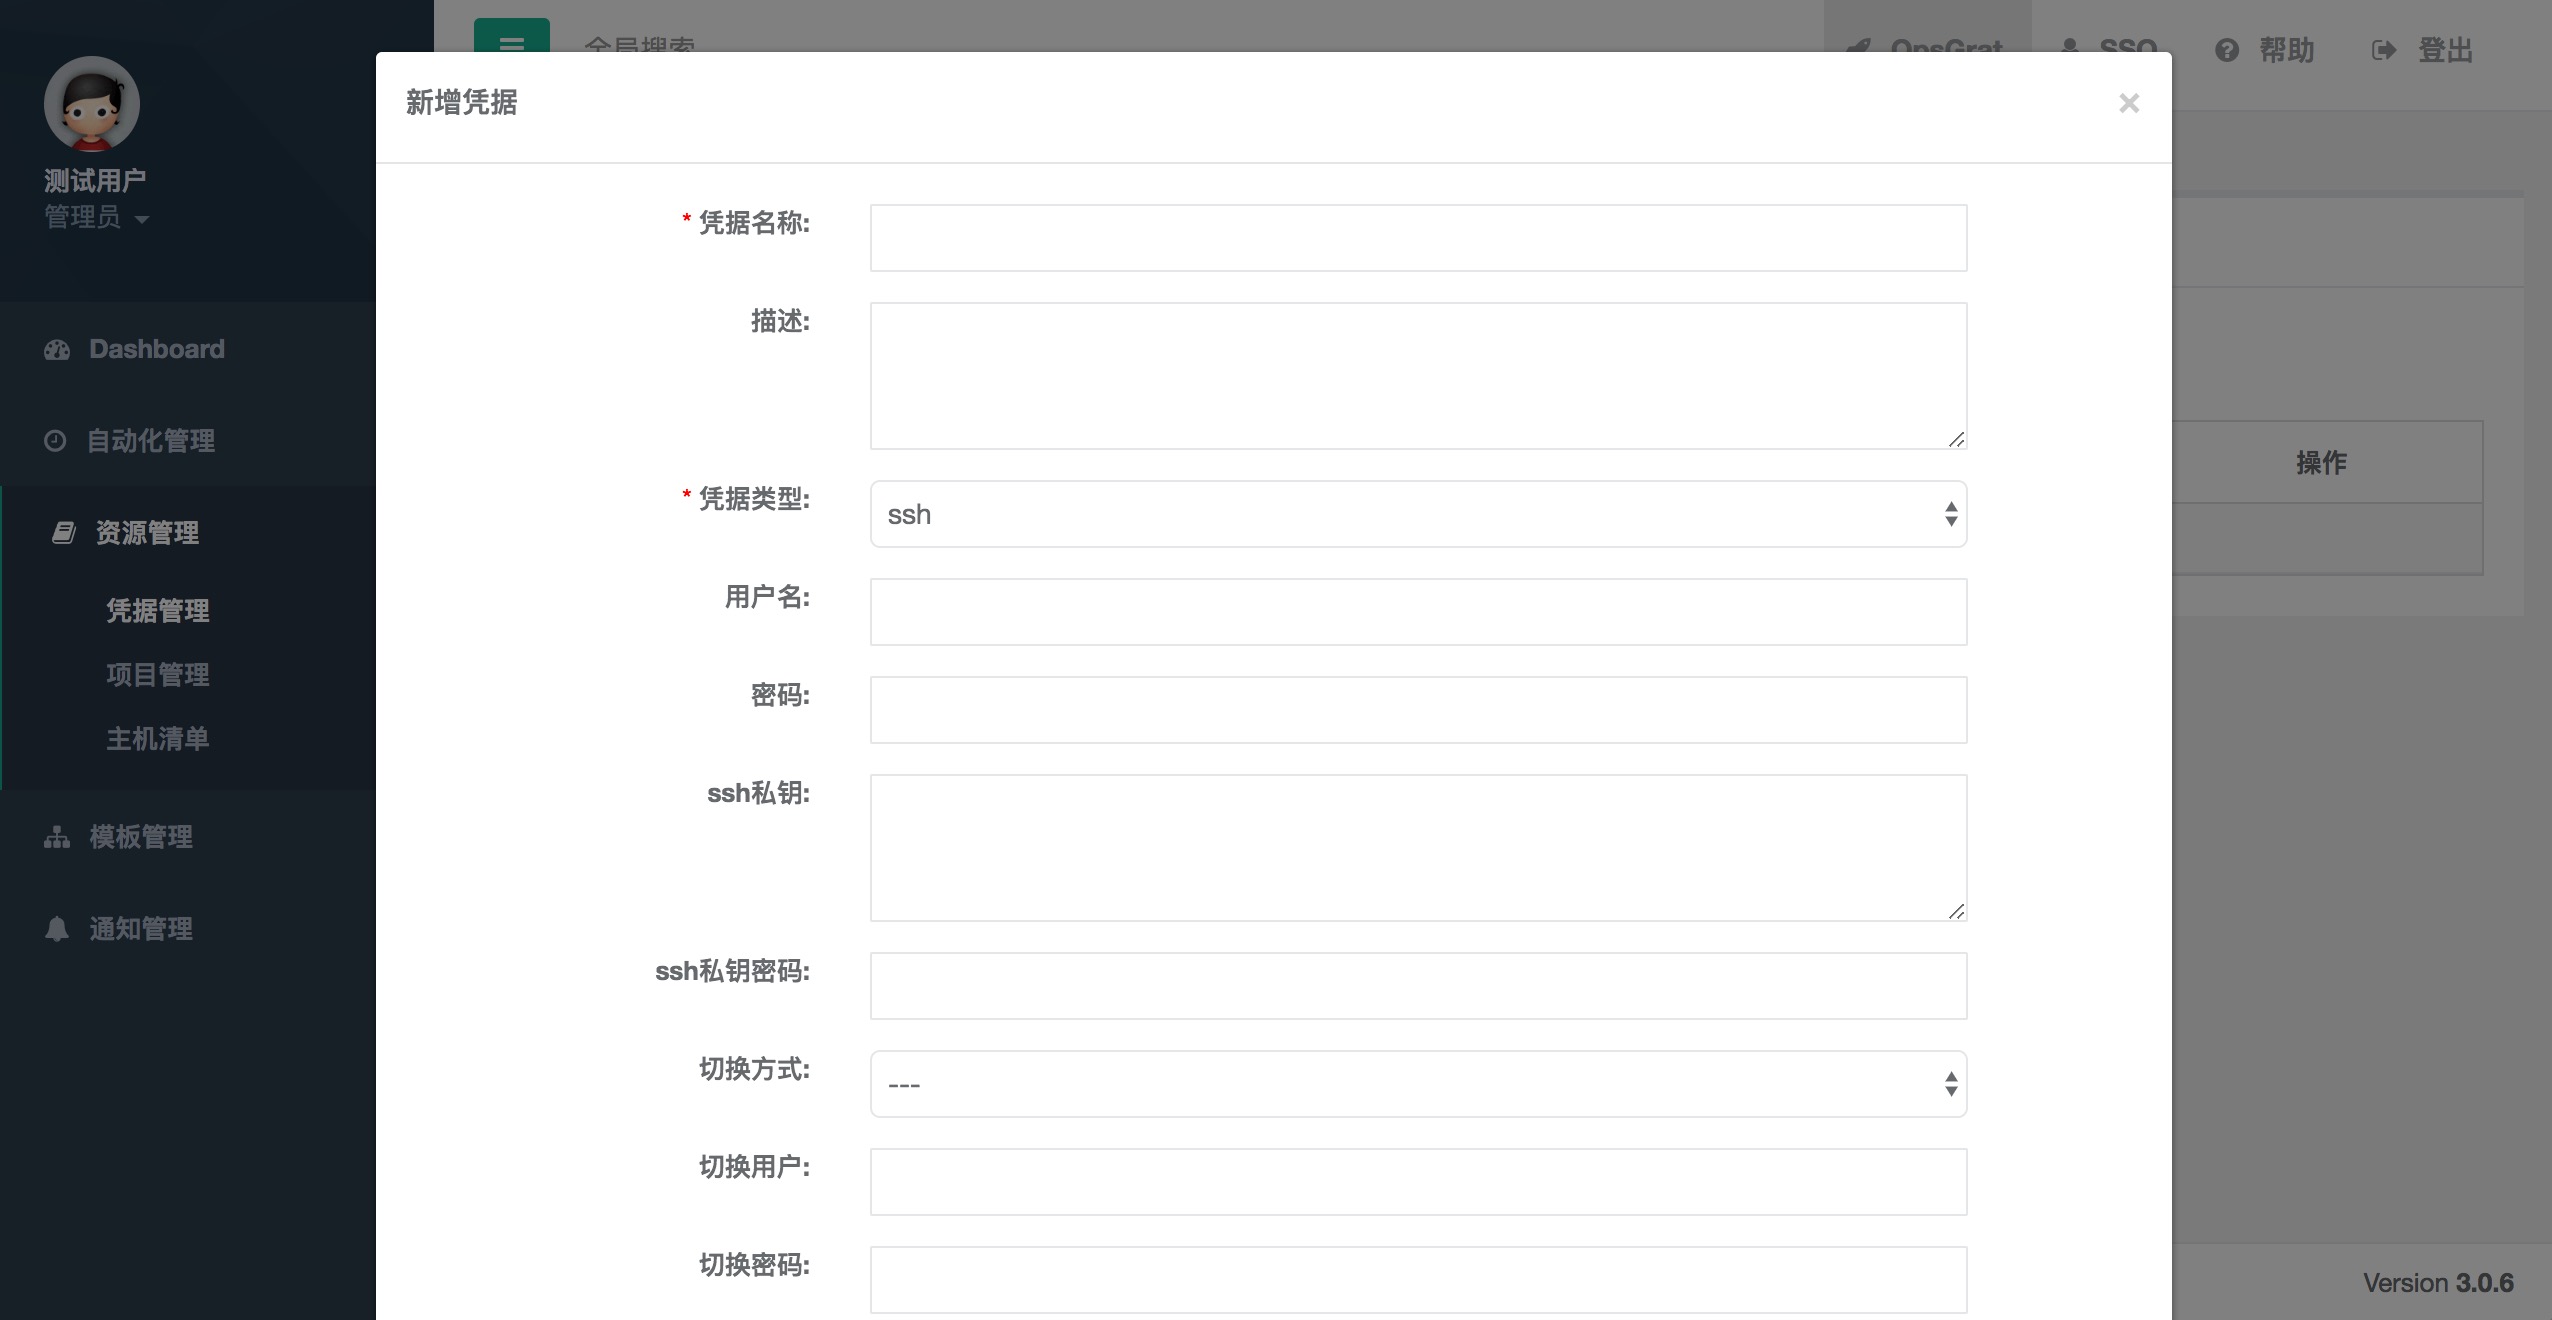 全局搜索
OpsGrat
SSO
帮助
登出
测试用户
管理员
Dashboard
自动化管理
资源管理
凭据管理
项目管理
主机清单
模板管理
通知管理
新增凭据
×
* 凭据名称:
描述:
* 凭据类型:
ssh
用户名:
密码:
ssh私钥:
ssh私钥密码:
切换方式:
---
切换用户:
切换密码:
操作
Version 3.0.6